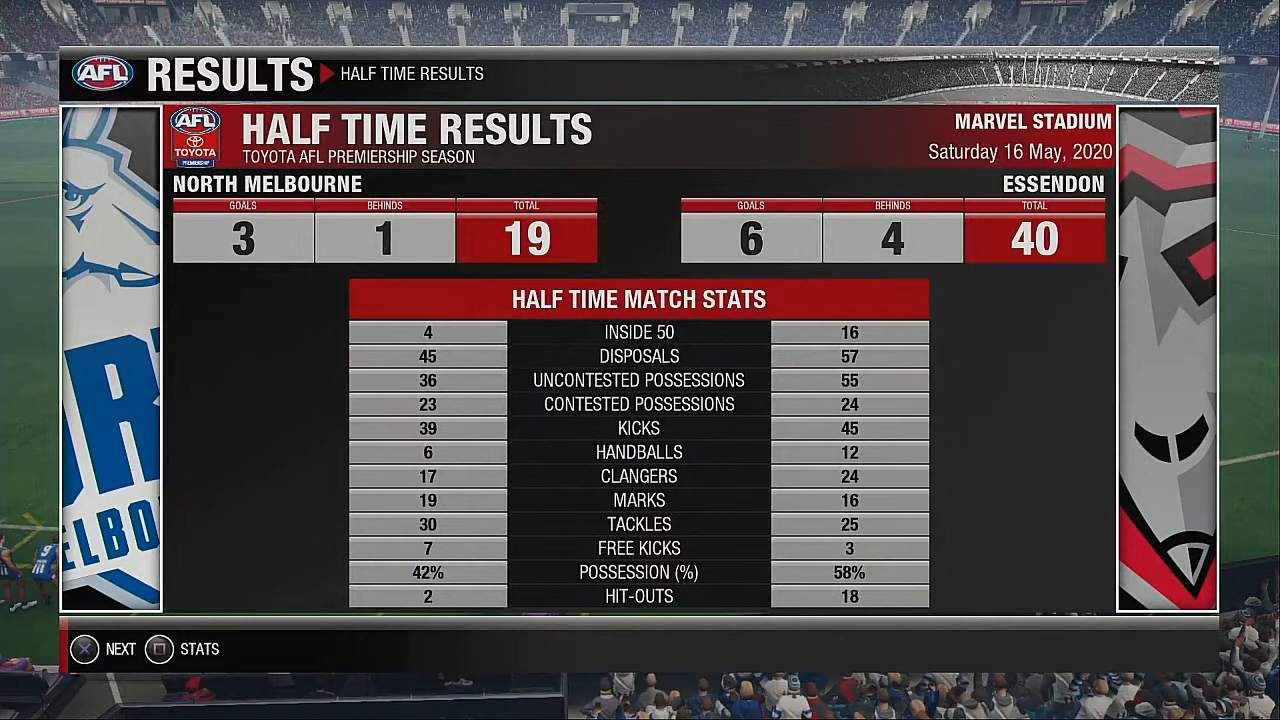 AFL RESULTS HALF TIME RESULTS
AFL
TOYOTA
PREMIERSHIP
HALF TIME RESULTS
TOYOTA AFL PREMIERSHIP SEASON
MARVEL STADIUM
Saturday 16 May, 2020
NORTH MELBOURNE
ESSENDON
GOALS BEHINDS TOTAL GOALS BEHINDS TOTAL
3 1 19 6 4 40
HALF TIME MATCH STATS
4 INSIDE 50 16
45 DISPOSALS 57
36 UNCONTESTED POSSESSIONS 55
23 CONTESTED POSSESSIONS 24
39 KICKS 45
6 HANDBALLS 12
17 CLANGERS 24
19 MARKS 16
30 TACKLES 25
7 FREE KICKS 3
42% POSSESSION (%) 58%
2 HIT-OUTS 18
ORT
ELBO
9
NEXT STATS